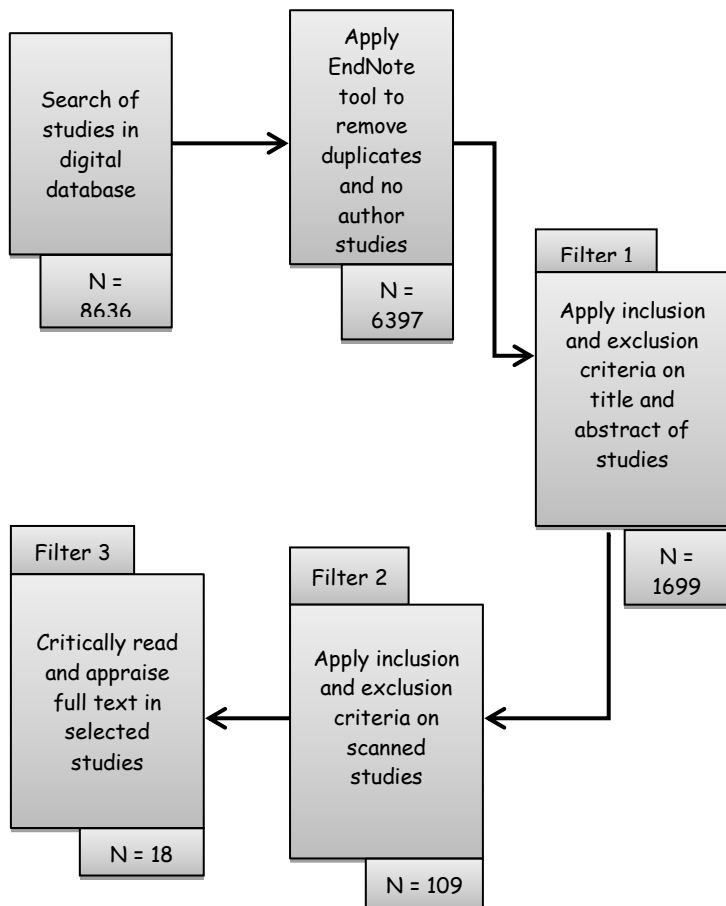 Search of
studies in
digital
database
N =
8636
Apply
EndNote
tool to
remove
duplicates
and no
author
studies
N =
6397
Filter 1
Apply inclusion
and exclusion
criteria on
title and
abstract of
studies
N =
1699
Filter 2
Apply inclusion
and exclusion
criteria on
scanned
studies
N = 109
Filter 3
Critically read
and appraise
full text in
selected
studies
N = 18